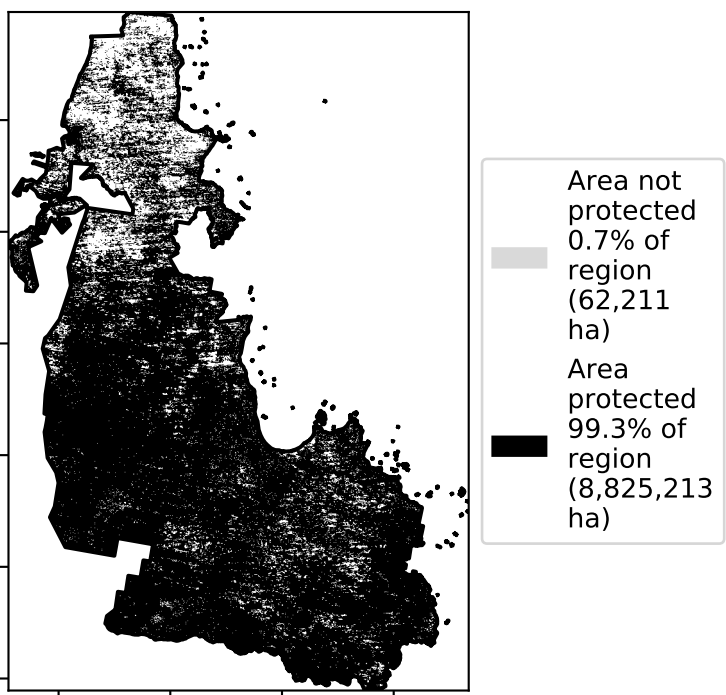 Area not
protected
0.7% of
region
(62,211
ha)
Area
protected
99.3% of
region
(8,825,213
ha)